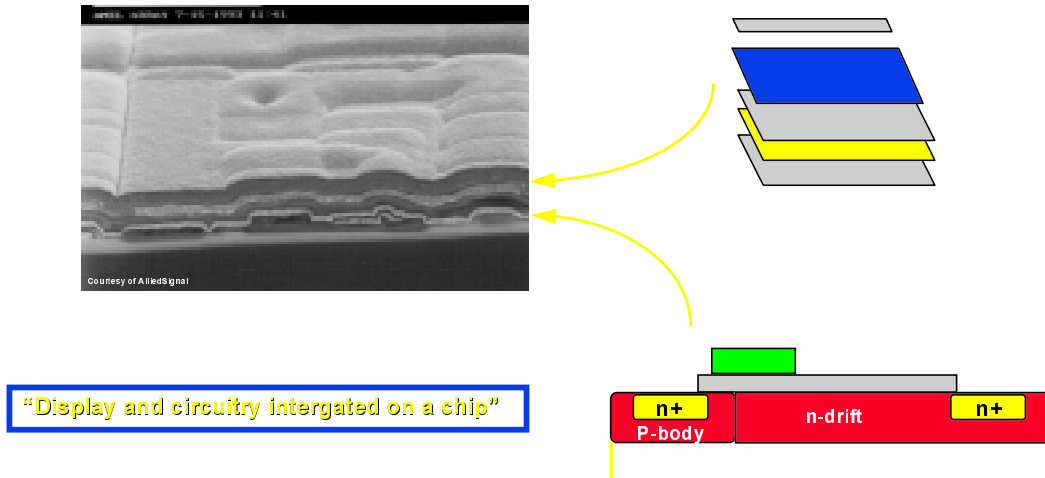 Courtesy of AlliedSignal
“Display and circuitry intergated on a chip”
n+
n-drift
n+
P-body